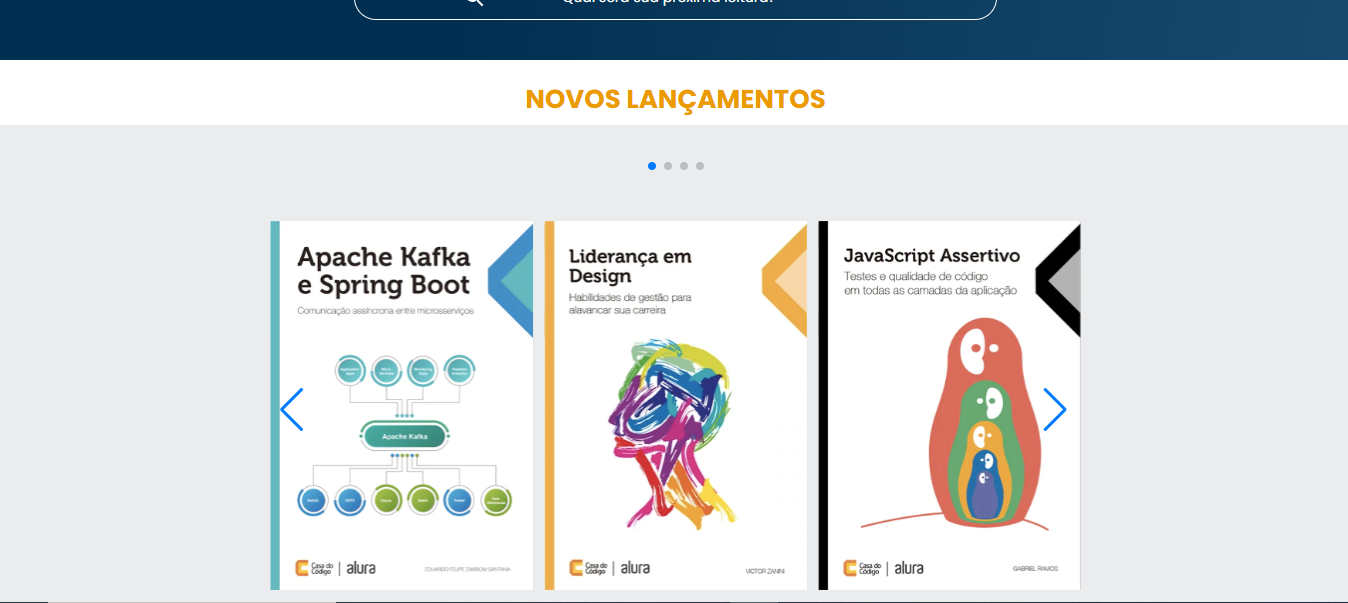 Qual será sua próxima leitura?
NOVOS LANÇAMENTOS
Apache Kafka
e Spring Boot
Comunicação assíncrona entre microsserviços
Apache Kafka
Casa do
Código
alura
EDUARDO FELIPE ZAMBOM SANTANA
Liderança em
Design
Habilidades de gestão para
alavancar sua carreira
Casa do
Código
alura
VICTOR ZANINI
JavaScript Assertivo
Testes e qualidade de código
em todas as camadas da aplicação
Casa do
Código
alura
GABRIEL RAMOS